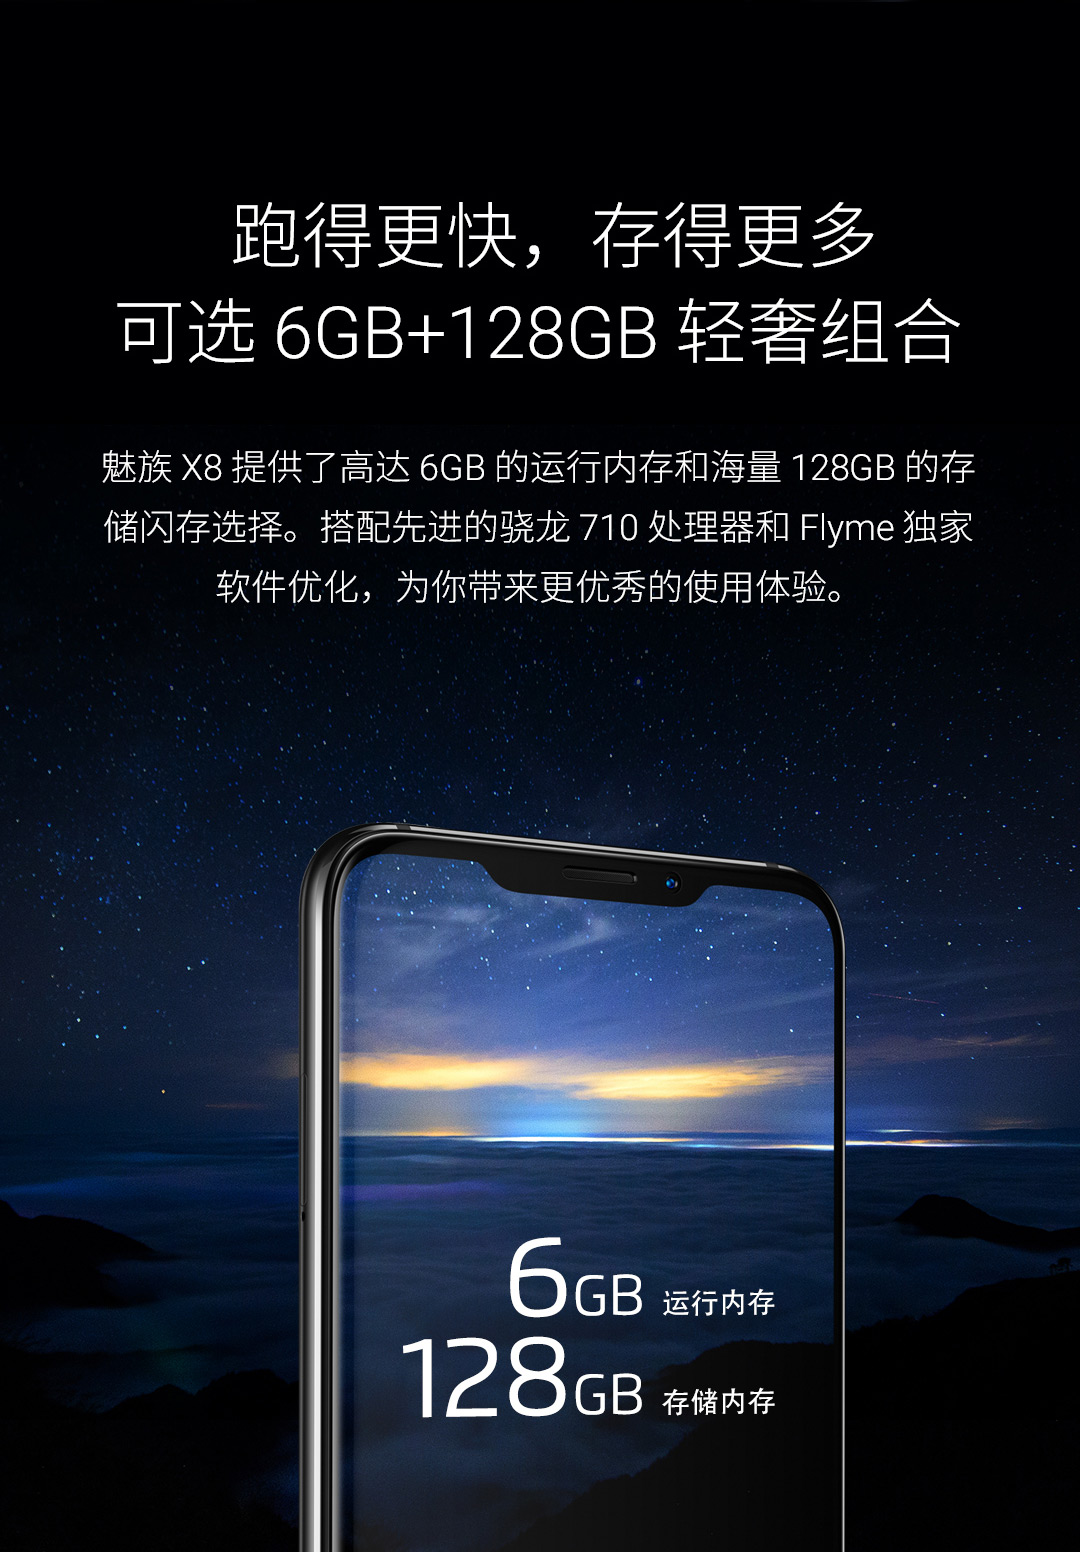 跑得更快，存得更多
可选 6GB+128GB 轻奢组合
魅族 X8 提供了高达 6GB 的运行内存和海量 128GB 的存
储闪存选择。搭配先进的骁龙 710 处理器和 Flyme 独家
软件优化，为你带来更优秀的使用体验。
6GB 运行内存
128GB 存储内存